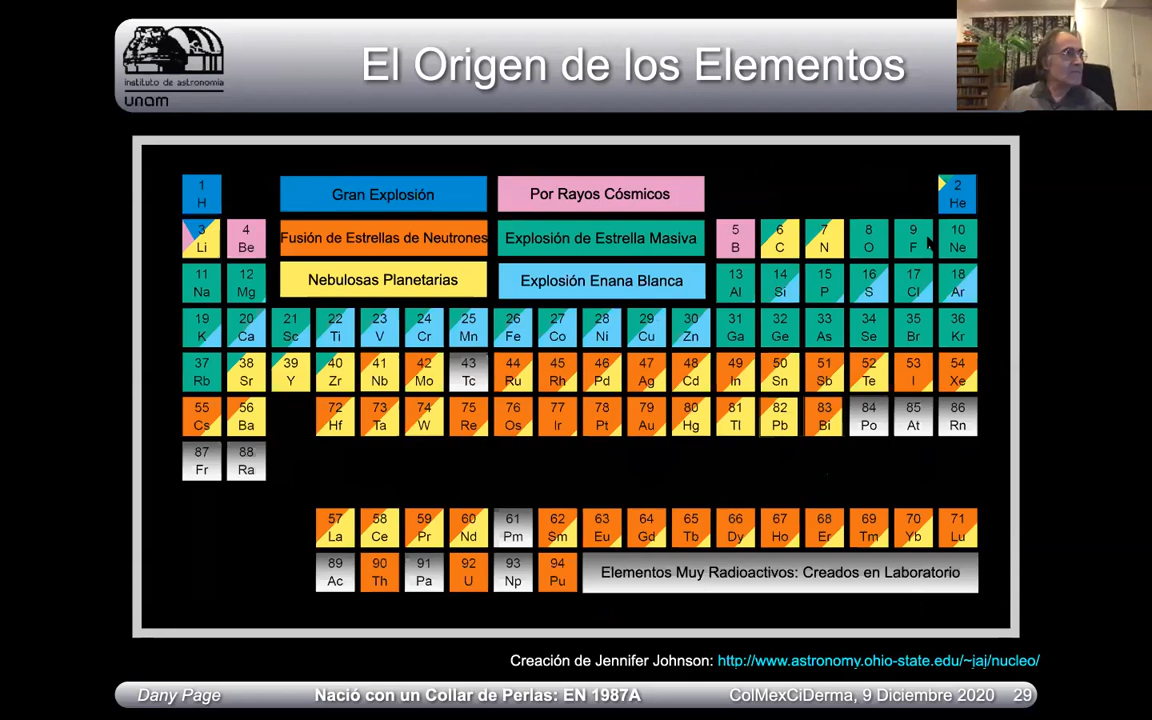 instituto de astronomía
unam
El Origen de los Elementos
1 H
Gran Explosión
Por Rayos Cósmicos
2 He
3 Li
4 Be
Fusión de Estrellas de Neutrones
Explosión de Estrella Masiva
5 B
6 C
7 N
8 O
9 F
10 Ne
11 Na
12 Mg
Nebulosas Planetarias
Explosión Enana Blanca
13 Al
14 Si
15 P
16 S
17 Cl
18 Ar
19 K
20 Ca
21 Sc
22 Ti
23 V
24 Cr
25 Mn
26 Fe
27 Co
28 Ni
29 Cu
30 Zn
31 Ga
32 Ge
33 As
34 Se
35 Br
36 Kr
37 Rb
38 Sr
39 Y
40 Zr
41 Nb
42 Mo
43 Tc
44 Ru
45 Rh
46 Pd
47 Ag
48 Cd
49 In
50 Sn
51 Sb
52 Te
53 I
54 Xe
55 Cs
56 Ba
72 Hf
73 Ta
74 W
75 Re
76 Os
77 Ir
78 Pt
79 Au
80 Hg
81 Tl
82 Pb
83 Bi
84 Po
85 At
86 Rn
87 Fr
88 Ra
57 La
58 Ce
59 Pr
60 Nd
61 Pm
62 Sm
63 Eu
64 Gd
65 Tb
66 Dy
67 Ho
68 Er
69 Tm
70 Yb
71 Lu
89 Ac
90 Th
91 Pa
92 U
93 Np
94 Pu
Elementos Muy Radioactivos: Creados en Laboratorio
Creación de Jennifer Johnson: http://www.astronomy.ohio-state.edu/~jaj/nucleo/
Dany Page Nació con un Collar de Perlas: EN 1987A ColMexCiDerma, 9 Diciembre 2020 29